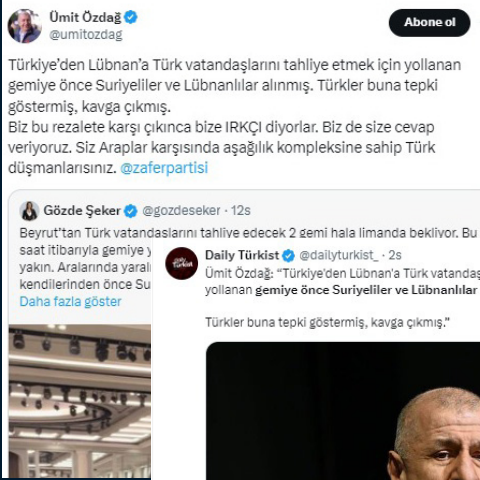 Ümit Özdağ
@umitozdag
Abone ol
Türkiye'den Lübnan'a Türk vatandaşlarını tahliye etmek için yollanan
gemiye önce Suriyeliler ve Lübnanlılar alınmış. Türkler buna tepki
göstermiş, kavga çıkmış.
Biz bu rezalete karşı çıkınca bize IRKÇI diyorlar. Biz de size cevap
veriyoruz. Siz Araplar karşısında aşağılık kompleksine sahip Türk
düşmanlarısınız. @zaferpartisi
Gözde Şeker @gozdeseker · 12s
Beyrut'tan Türk vatandaşlarını tahliye edecek 2 gemi hala limanda bekliyor. Bu
saat itibarıyla gemiye
yakın. Aralarında
kendilerinden önce
Daha fazla göster
Daily Türkist @dailyturkist_ · 2s
Ümit Özdağ: "Türkiye'den Lübnan'a Türk
yollanan gemiye önce Suriyeliler ve Lübnanlılar
Türkler buna tepki göstermiş, kavga çıkmış."